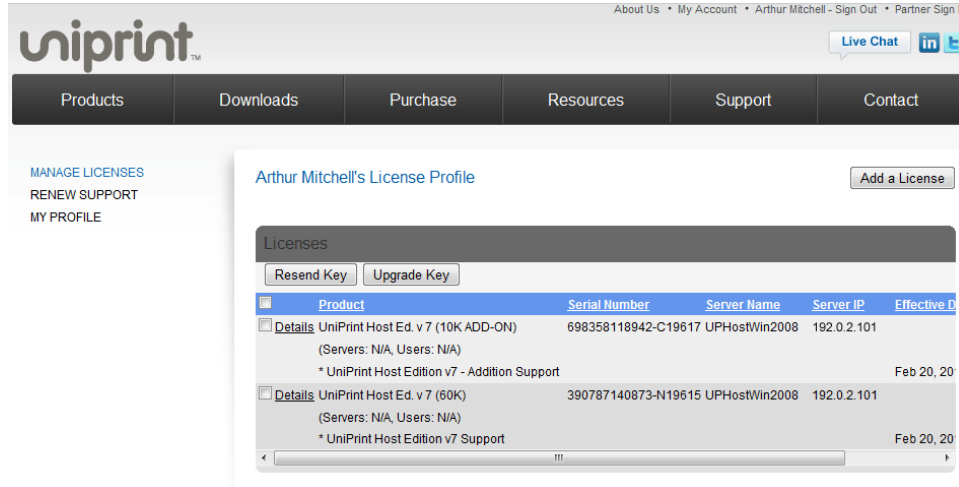 About Us • My Account • Arthur Mitchell - Sign Out • Partner Sign
uniprint™
Live Chat
in
Products Downloads Purchase Resources Support Contact
MANAGE LICENSES
RENEW SUPPORT
MY PROFILE
Arthur Mitchell's License Profile
Add a License
Licenses
Resend Key Upgrade Key
Product Serial Number Server Name Server IP Effective D
Details UniPrint Host Ed. v 7 (10K ADD-ON) 698358118942-C19617 UPHostWin2008 192.0.2.101
(Servers: N/A, Users: N/A)
* UniPrint Host Edition v7 - Addition Support Feb 20, 201
Details UniPrint Host Ed. v 7 (60K) 390787140873-N19615 UPHostWin2008 192.0.2.101
(Servers: N/A, Users: N/A)
* UniPrint Host Edition v7 Support Feb 20, 201